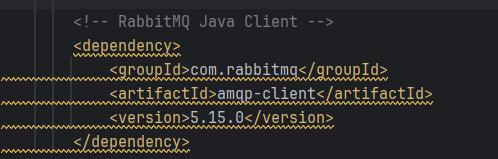 <!-- RabbitMQ Java Client -->
<dependency>
<groupId>com.rabbitmq</groupId>
<artifactId>amqp-client</artifactId>
<version>5.15.0</version>
</dependency>